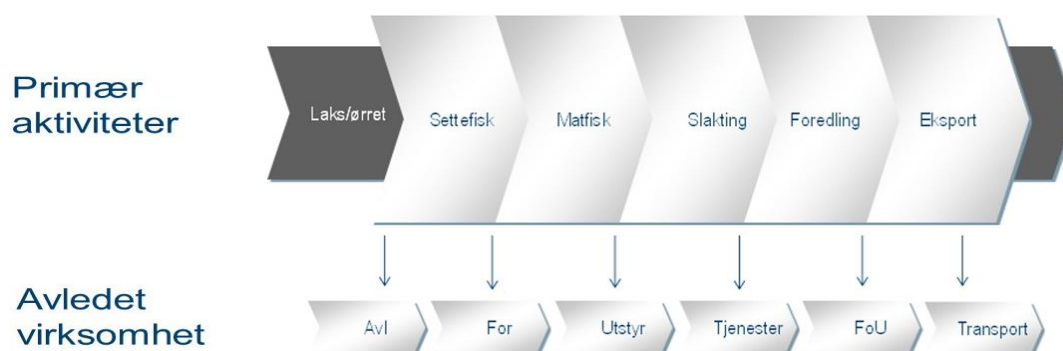 Primær
aktiviteter
Laks/ørret
Settefisk
Matfisk
Slakting
Foredling
Eksport
Avledet
virksomhet
Avl
For
Utstyr
Tjenester
FoU
Transport